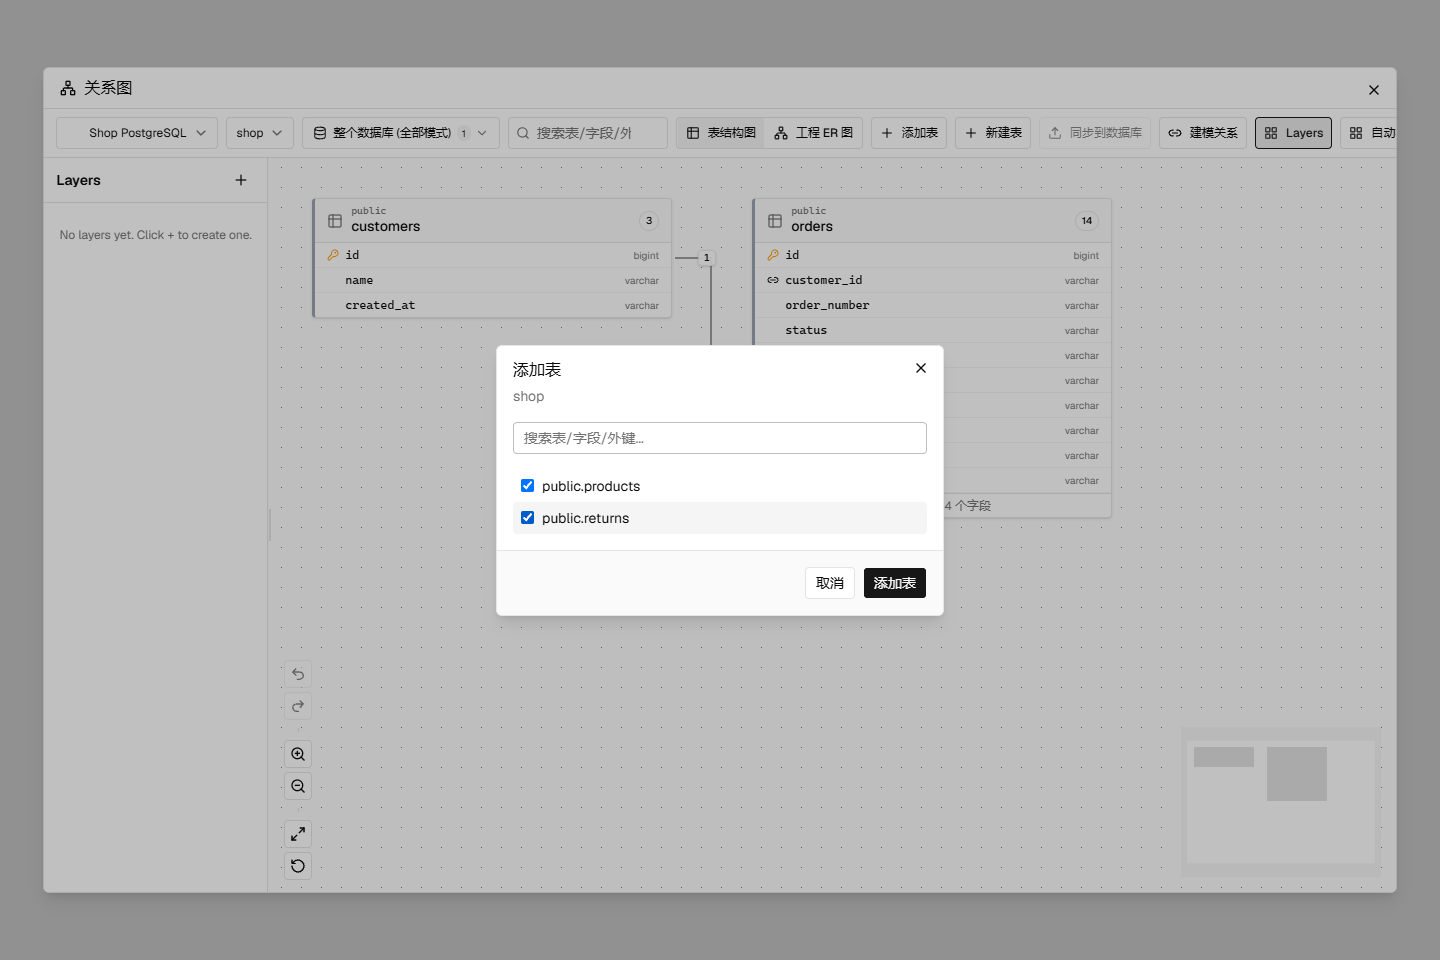 关系图
Shop PostgreSQL
shop
整个数据库 (全部模式) 1
搜索表/字段/外
表结构图
工程 ER 图
添加表
新建表
同步到数据库
建模关系
Layers
自动
Layers
No layers yet. Click + to create one.
public
customers
3
id bigint
name varchar
created_at varchar
1
public
orders
14
id bigint
customer_id varchar
order_number varchar
status varchar
varchar
varchar
varchar
varchar
varchar
varchar
4 个字段
添加表
shop
搜索表/字段/外键...
public.products
public.returns
取消
添加表